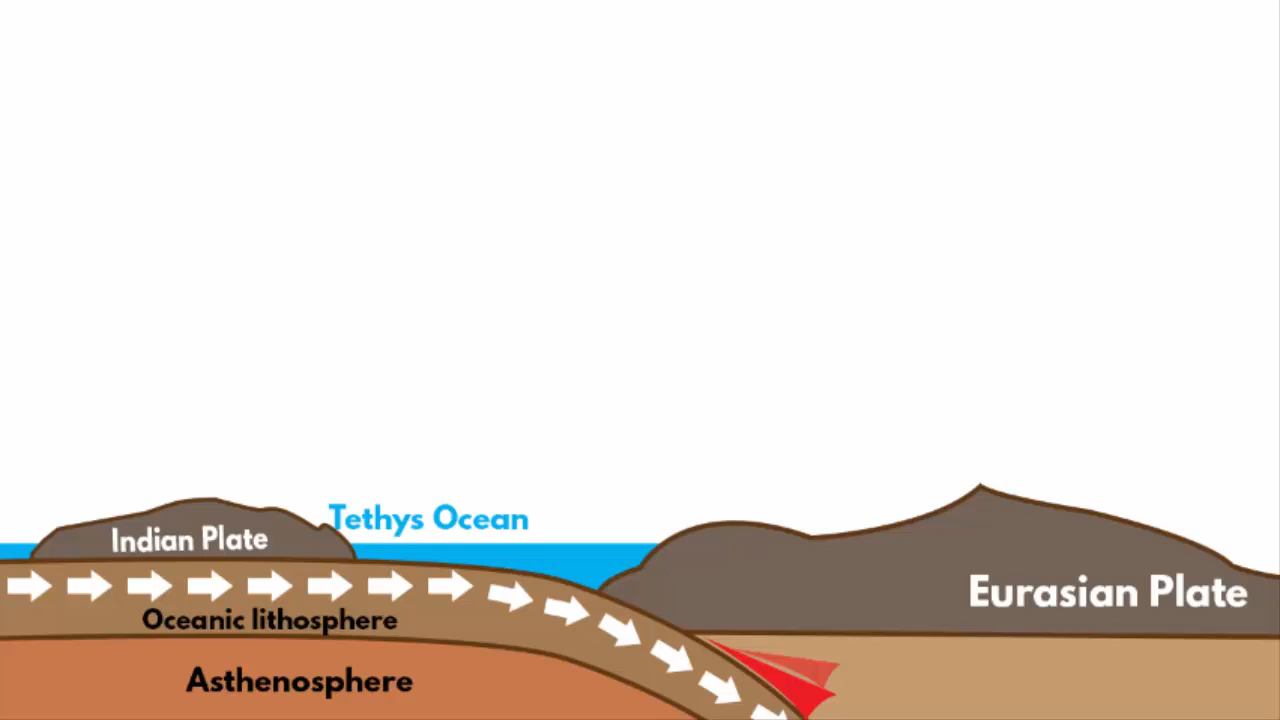 Tethys Ocean
Indian Plate
Eurasian Plate
Oceanic lithosphere
Asthenosphere